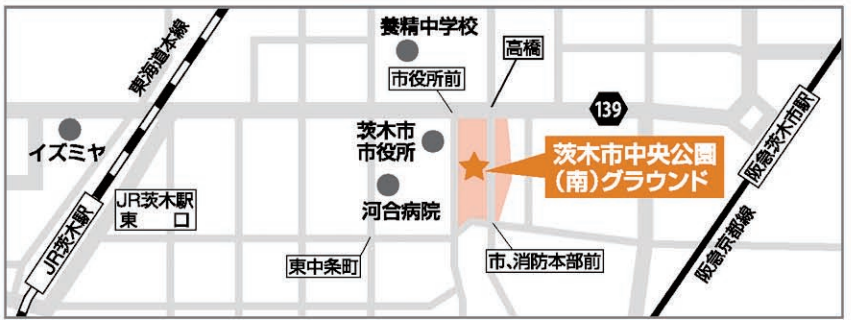 養精中学校
高橋
東海道本線
市役所前
139
イズミヤ
茨木市
市役所
茨木市中央公園
(南)グラウンド
阪急茨木市駅
JR茨木駅
東 口
河合病院
JR茨木駅
東中条町
市、消防本部前
阪急京都線